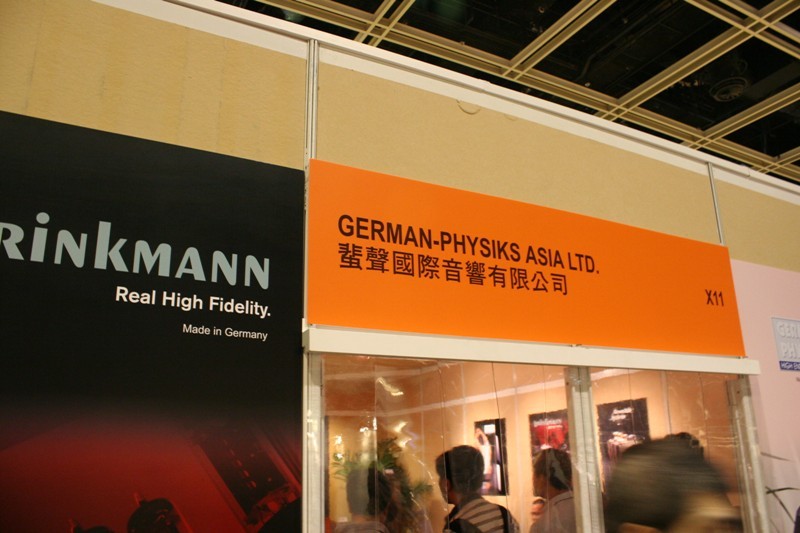 RINKMANN
Real High Fidelity.
Made in Germany
GERMAN-PHYSIKS ASIA LTD.
蜚聲國際音響有限公司
X11